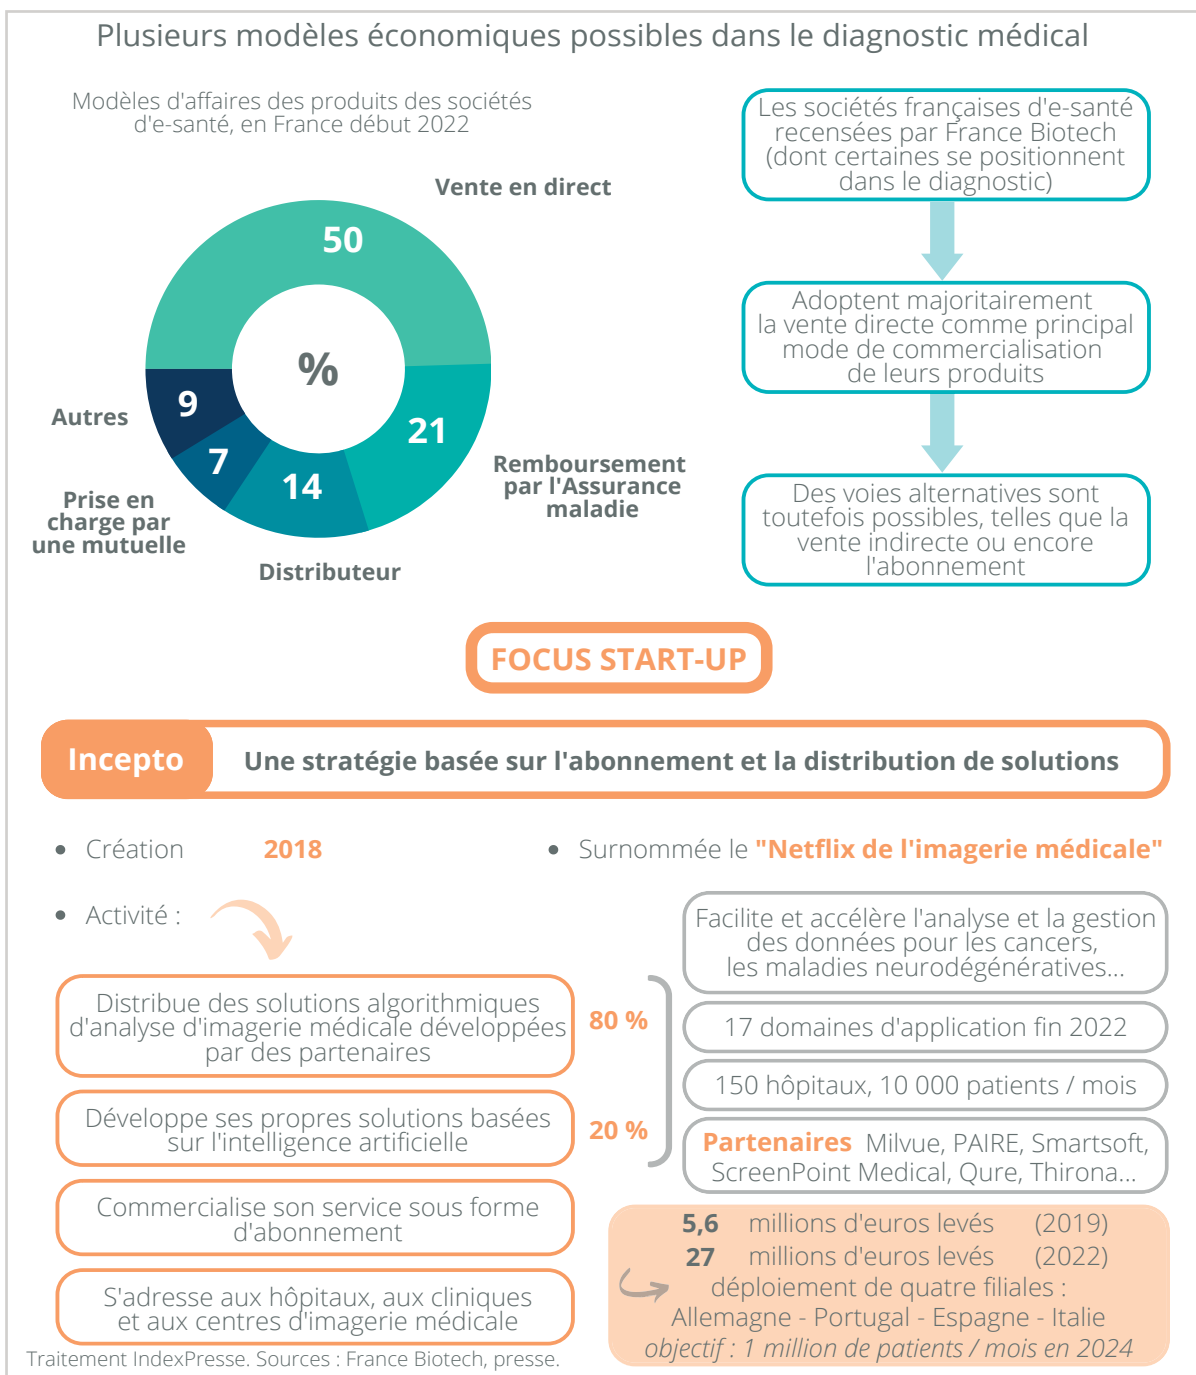 Plusieurs modèles économiques possibles dans le diagnostic médical
Modèles d'affaires des produits des sociétés
d'e-santé, en France début 2022
Vente en direct
50
%
Autres
9
7
14
21
Remboursement
par l'Assurance
maladie
Prise en
charge par
une mutuelle
Distributeur
Les sociétés françaises d'e-santé
recensées par France Biotech
(dont certaines se positionnent
dans le diagnostic)
Adoptent majoritairement
la vente directe comme principal
mode de commercialisation
de leurs produits
Des voies alternatives sont
toutefois possibles, telles que la
vente indirecte ou encore
l'abonnement
FOCUS START-UP
Incepto
Une stratégie basée sur l'abonnement et la distribution de solutions
• Création 2018
• Surnommée le "Netflix de l'imagerie médicale"
• Activité :
Distribue des solutions algorithmiques
d'analyse d'imagerie médicale développées
par des partenaires
80 %
Développe ses propres solutions basées
sur l'intelligence artificielle
20 %
Commercialise son service sous forme
d'abonnement
S'adresse aux hôpitaux, aux cliniques
et aux centres d'imagerie médicale
Facilite et accélère l'analyse et la gestion
des données pour les cancers,
les maladies neurodégénératives...
17 domaines d'application fin 2022
150 hôpitaux, 10 000 patients / mois
Partenaires Milvue, PAIRE, Smartsoft,
ScreenPoint Medical, Qure, Thirona...
5,6 millions d'euros levés (2019)
27 millions d'euros levés (2022)
déploiement de quatre filiales :
Allemagne - Portugal - Espagne - Italie
objectif : 1 million de patients / mois en 2024
Traitement IndexPresse. Sources : France Biotech, presse.